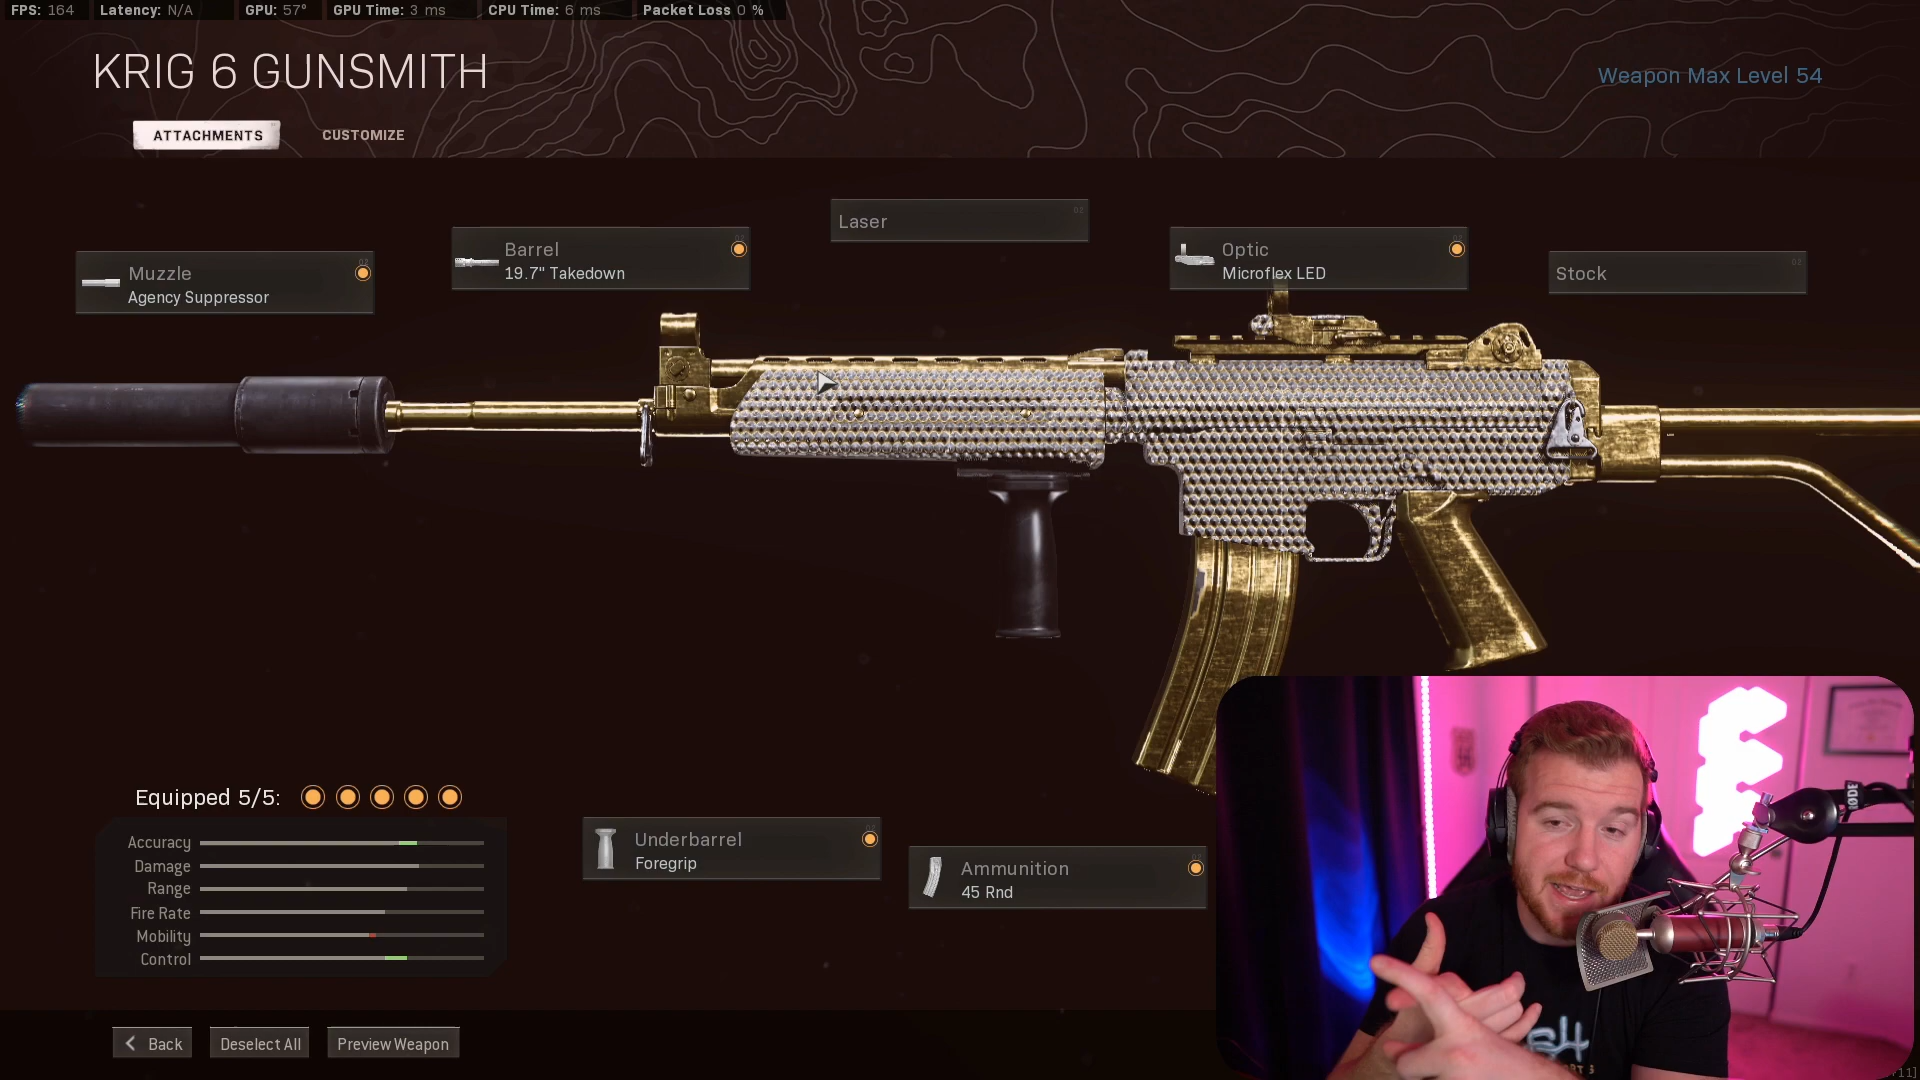 FPS: 164 Latency: N/A GPU: 57° GPU Time: 3 ms CPU Time: 6 ms Packet Loss 0 %
KRIG 6 GUNSMITH
Weapon Max Level 54
ATTACHMENTS CUSTOMIZE
Laser
Barrel
19.7" Takedown
Optic
Microflex LED
Muzzle
Agency Suppressor
Stock
Equipped 5/5:
Accuracy
Damage
Range
Fire Rate
Mobility
Control
Underbarrel
Foregrip
Ammunition
45 Rnd
RØDE
Back Deselect All Preview Weapon